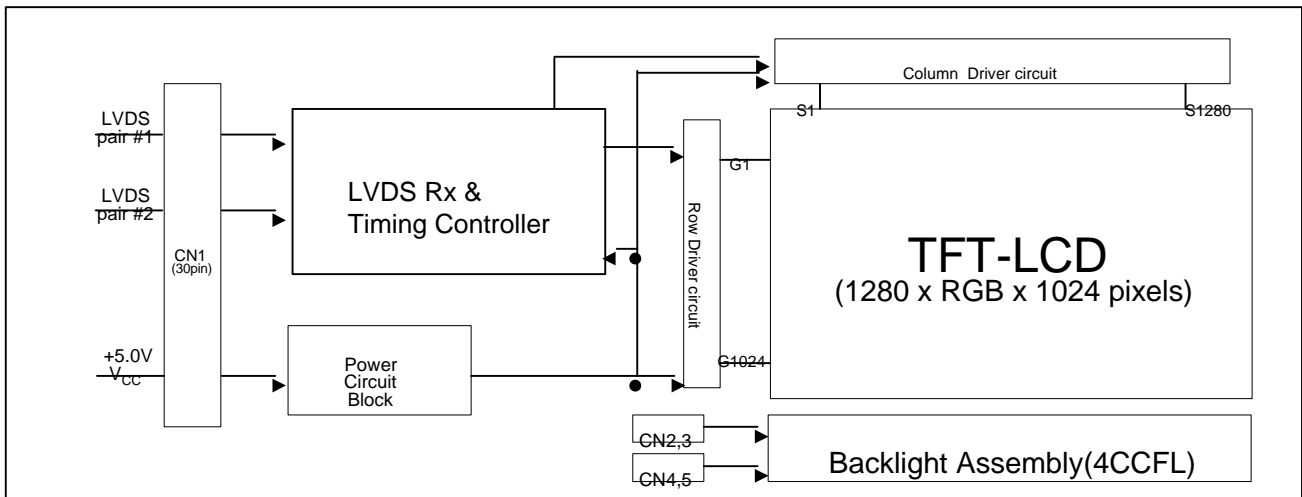 Column Driver circuit
S1
S1280
LVDS
pair #1
LVDS
pair #2
CN1
(30pin)
LVDS Rx &
Timing Controller
Row Driver circuit
G1
G1024
TFT-LCD
(1280 x RGB x 1024 pixels)
+5.0V
VCC
Power
Circuit
Block
CN2,3
CN4,5
Backlight Assembly(4CCFL)